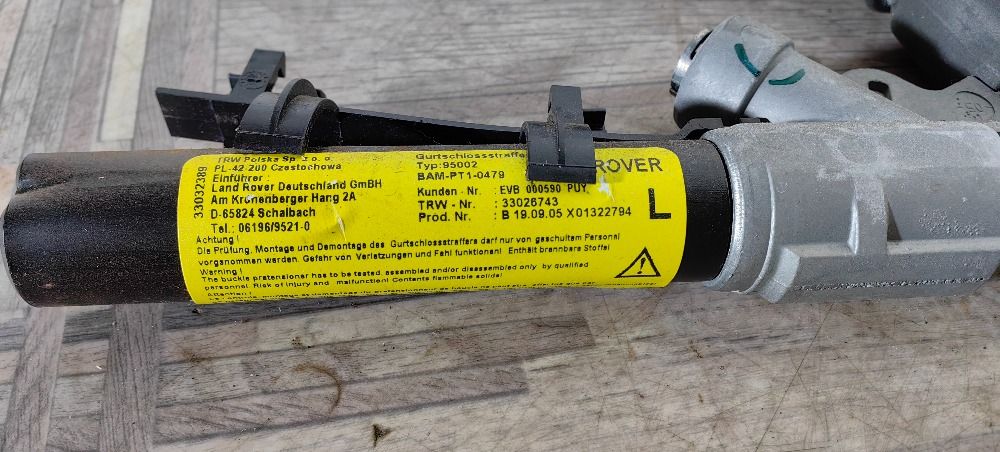 33032389
TRW Polska Sp. z o. o.
PL-42-200 Czestochowa
Einführer :
Land Rover Deutschland GmBH
Am Kronenberger Hang 2A
D-65824 Schalbach
Tel.: 06196/9521-0
Gurtschlossstraffer
Typ:95002
BAM-PT1-0479
ROVER
Kunden - Nr. : EVB 000590 PUY
TRW - Nr. : 33026743
Prod. Nr. : B 19.09.05 X01322794
L
Achtung !
Die Prüfung, Montage und Demontage des Gurtschlossstraffers darf nur von geschultem Personal
vorgenommen warden. Gefahr von Verletzungen und Fehl funktionen! Enthält brennbare Stoffe!
Warning !
The buckle pretensioner has to be tested, assembled and/or disassembled only by qualified
personnel. Risk of injury and malfunction! Contents flammable solids!